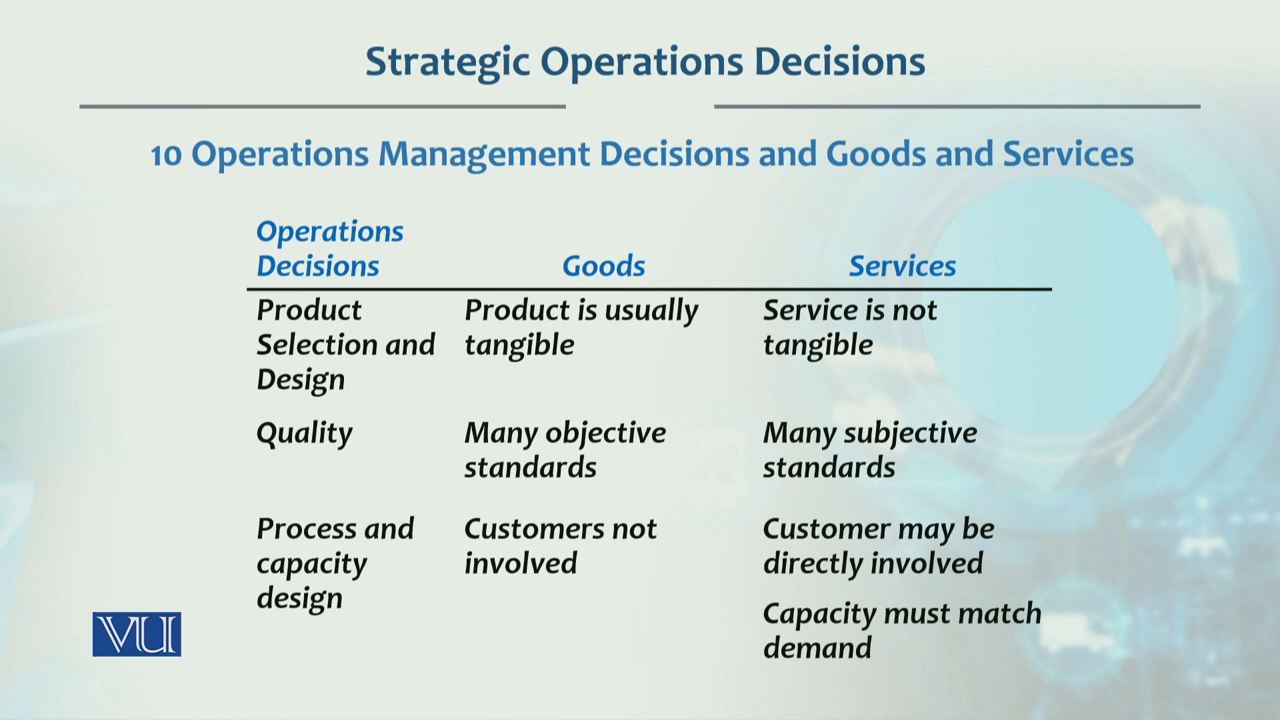 Strategic Operations Decisions
10 Operations Management Decisions and Goods and Services
Operations
Decisions
Goods
Services
Product
Selection and
Design
Product is usually
tangible
Service is not
tangible
Quality
Many objective
standards
Many subjective
standards
Process and
capacity
design
Customers not
involved
Customer may be
directly involved
Capacity must match
demand
VU